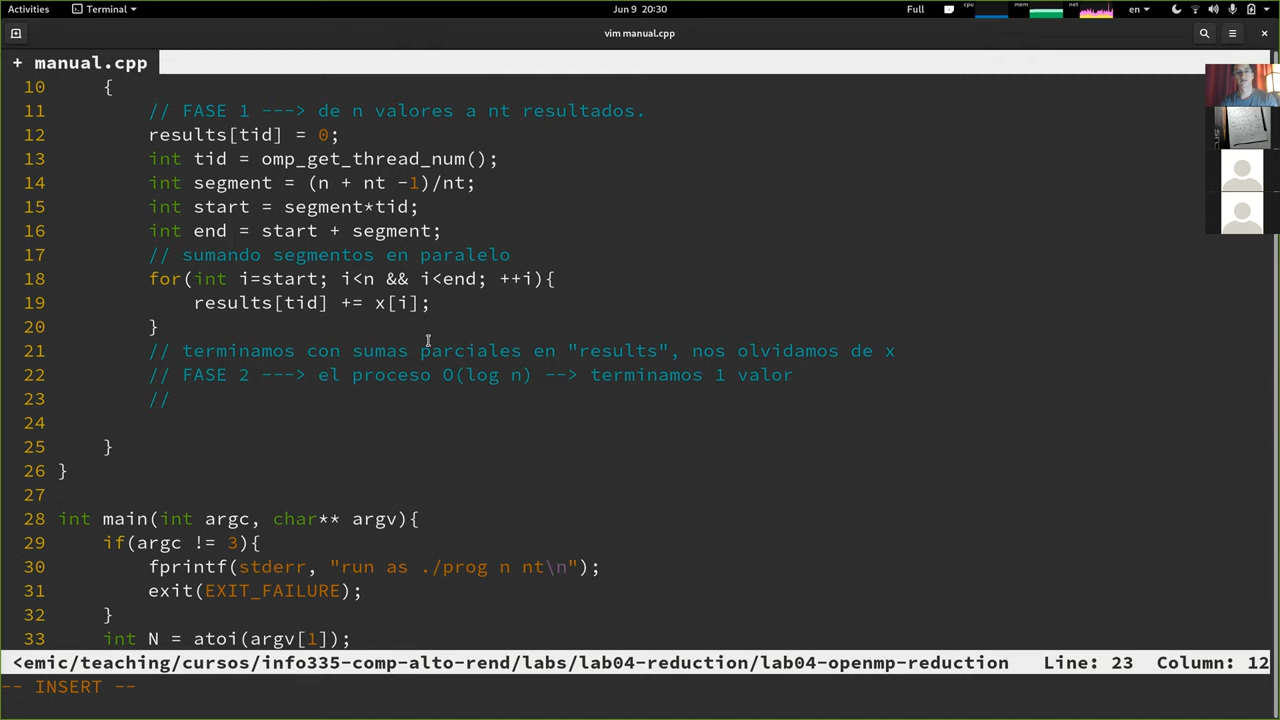 Activities Terminal Jun 9 20:30 Full cpu mem net en
vim manual.cpp
+ manual.cpp
10 {
11 // FASE 1 ---> de n valores a nt resultados.
12 results[tid] = 0;
13 int tid = omp_get_thread_num();
14 int segment = (n + nt -1)/nt;
15 int start = segment*tid;
16 int end = start + segment;
17 // sumando segmentos en paralelo
18 for(int i=start; i<n && i<end; ++i){
19 results[tid] += x[i];
20 }
21 // terminamos con sumas parciales en "results", nos olvidamos de x
22 // FASE 2 ---> el proceso O(log n) --> terminamos 1 valor
23 //
24
25 }
26 }
27
28 int main(int argc, char** argv){
29 if(argc != 3){
30 fprintf(stderr, "run as ./prog n nt\n");
31 exit(EXIT_FAILURE);
32 }
33 int N = atoi(argv[1]);
<emic/teaching/cursos/info335-comp-alto-rend/labs/lab04-reduction/lab04-openmp-reduction Line: 23 Column: 12
-- INSERT --